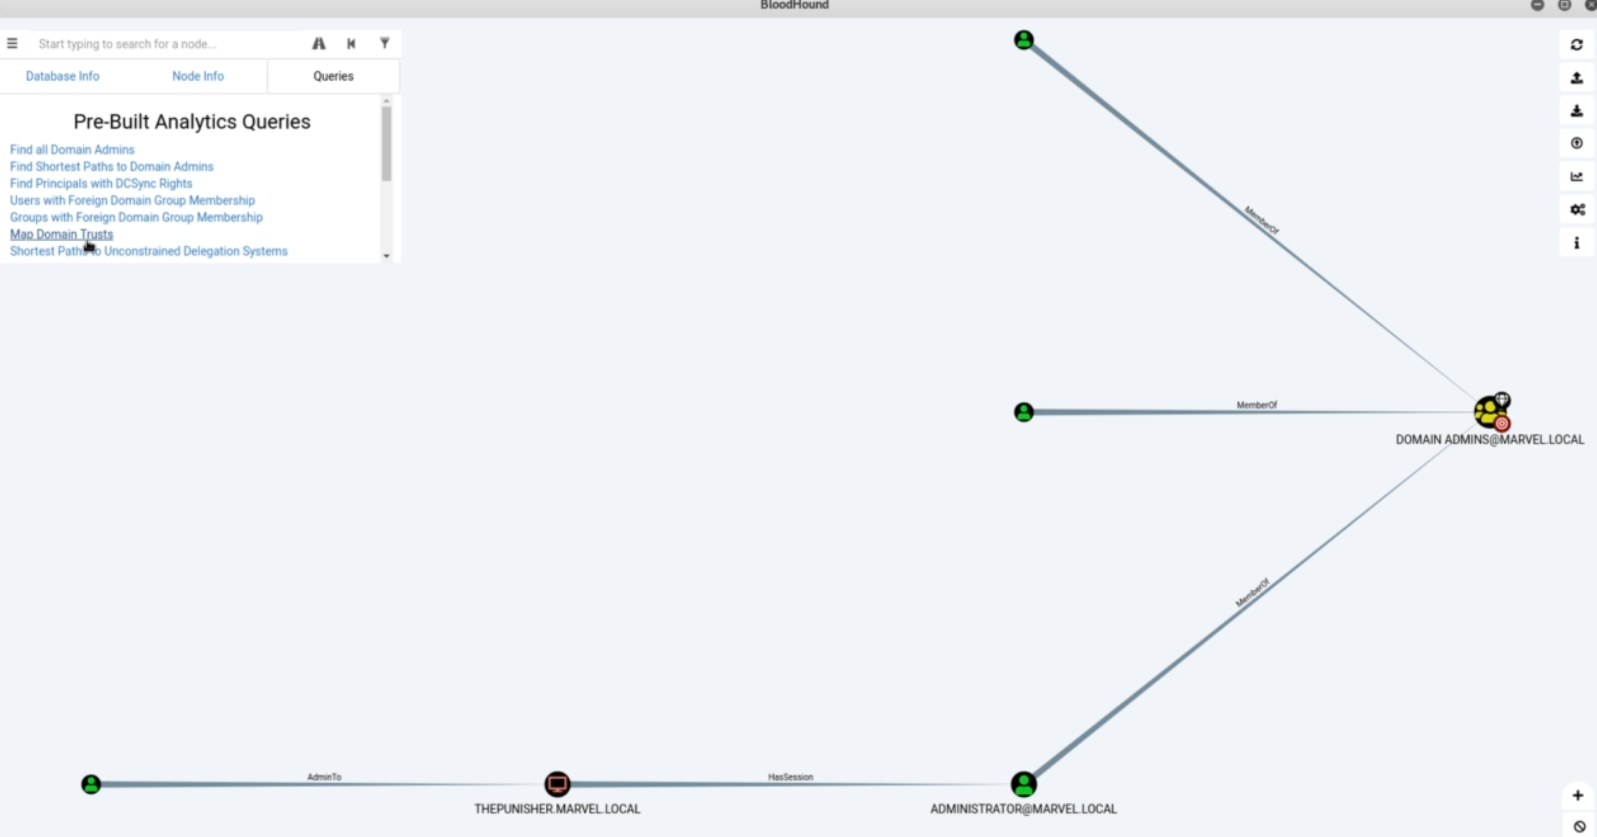 BloodHound
Start typing to search for a node...
Database Info
Node Info
Queries
Pre-Built Analytics Queries
Find all Domain Admins
Find Shortest Paths to Domain Admins
Find Principals with DCSync Rights
Users with Foreign Domain Group Membership
Groups with Foreign Domain Group Membership
Map Domain Trusts
Shortest Paths to Unconstrained Delegation Systems
MemberOf
MemberOf
DOMAIN ADMINS@MARVEL.LOCAL
MemberOf
AdminTo
HasSession
THEPUNISHER.MARVEL.LOCAL
ADMINISTRATOR@MARVEL.LOCAL